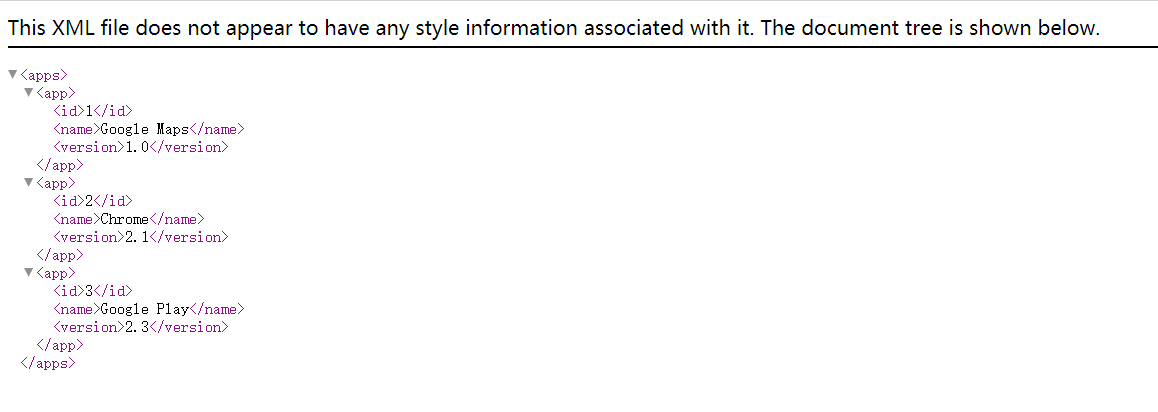 This XML file does not appear to have any style information associated with it. The document tree is shown below.
▼<apps>
▼<app>
<id>1</id>
<name>Google Maps</name>
<version>1.0</version>
</app>
▼<app>
<id>2</id>
<name>Chrome</name>
<version>2.1</version>
</app>
▼<app>
<id>3</id>
<name>Google Play</name>
<version>2.3</version>
</app>
</apps>